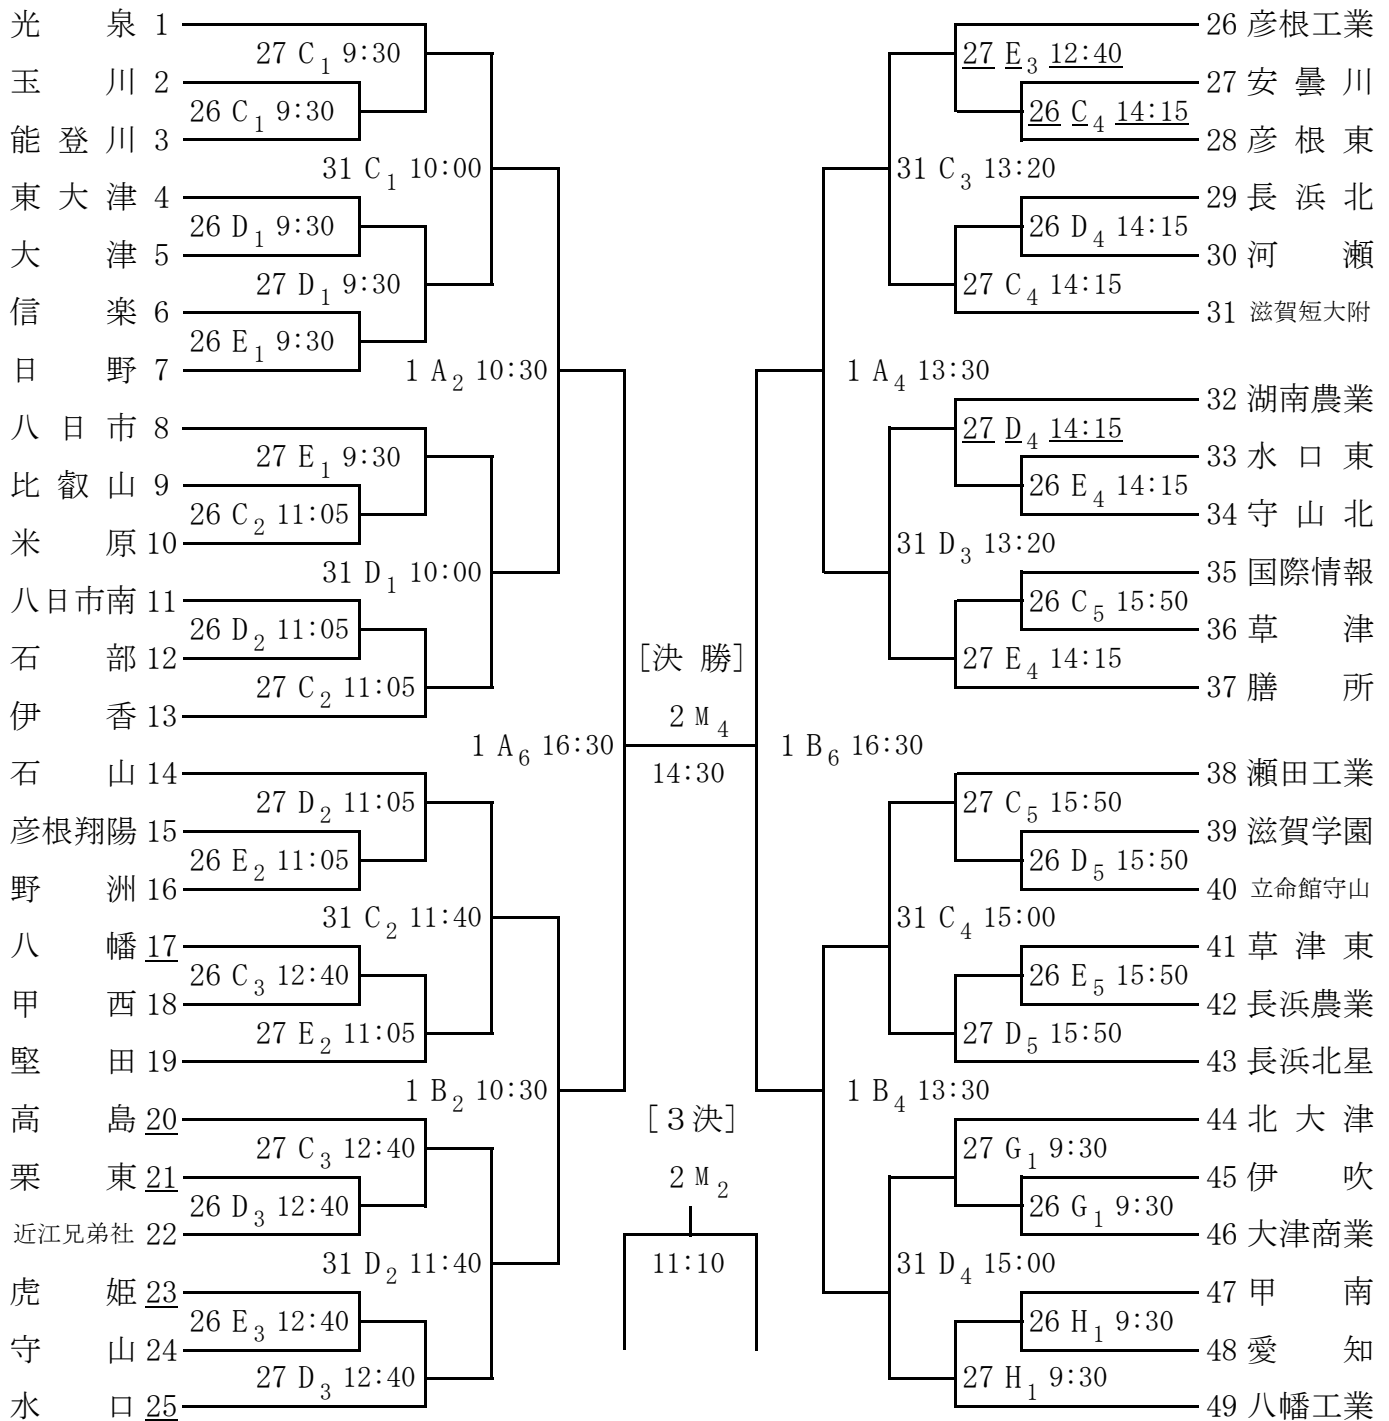 光泉 1
27 C1 9:30
玉川 2
26 C1 9:30
能登川 3
31 C1 10:00
東大津 4
26 D1 9:30
大津 5
27 D1 9:30
信楽 6
26 E1 9:30
日野 7
1 A2 10:30
八日市 8
27 E1 9:30
比叡山 9
26 C2 11:05
米原 10
31 D1 10:00
八日市南 11
26 D2 11:05
石部 12
27 C2 11:05
伊香 13
1 A6 16:30
石山 14
27 D2 11:05
彦根翔陽 15
26 E2 11:05
野洲 16
31 C2 11:40
八幡 17
26 C3 12:40
甲西 18
27 E2 11:05
堅田 19
1 B2 10:30
高島 20
27 C3 12:40
栗東 21
26 D3 12:40
近江兄弟社 22
31 D2 11:40
虎姫 23
26 E3 12:40
守山 24
27 D3 12:40
水口 25
[決 勝]
2 M4
14:30
[3決]
2 M2
11:10
26 彦根工業
27 E3 12:40
27 安曇川
26 C4 14:15
28 彦根東
31 C3 13:20
29 長浜北
26 D4 14:15
30 河瀬
27 C4 14:15
31 滋賀短大附
1 A4 13:30
32 湖南農業
27 D4 14:15
33 水口東
26 E4 14:15
34 守山北
31 D3 13:20
35 国際情報
26 C5 15:50
36 草津
27 E4 14:15
37 膳所
1 B6 16:30
38 瀬田工業
27 C5 15:50
39 滋賀学園
26 D5 15:50
40 立命館守山
31 C4 15:00
41 草津東
26 E5 15:50
42 長浜農業
27 D5 15:50
43 長浜北星
1 B4 13:30
44 北大津
27 G1 9:30
45 伊吹
26 G1 9:30
46 大津商業
31 D4 15:00
47 甲南
26 H1 9:30
48 愛知
27 H1 9:30
49 八幡工業